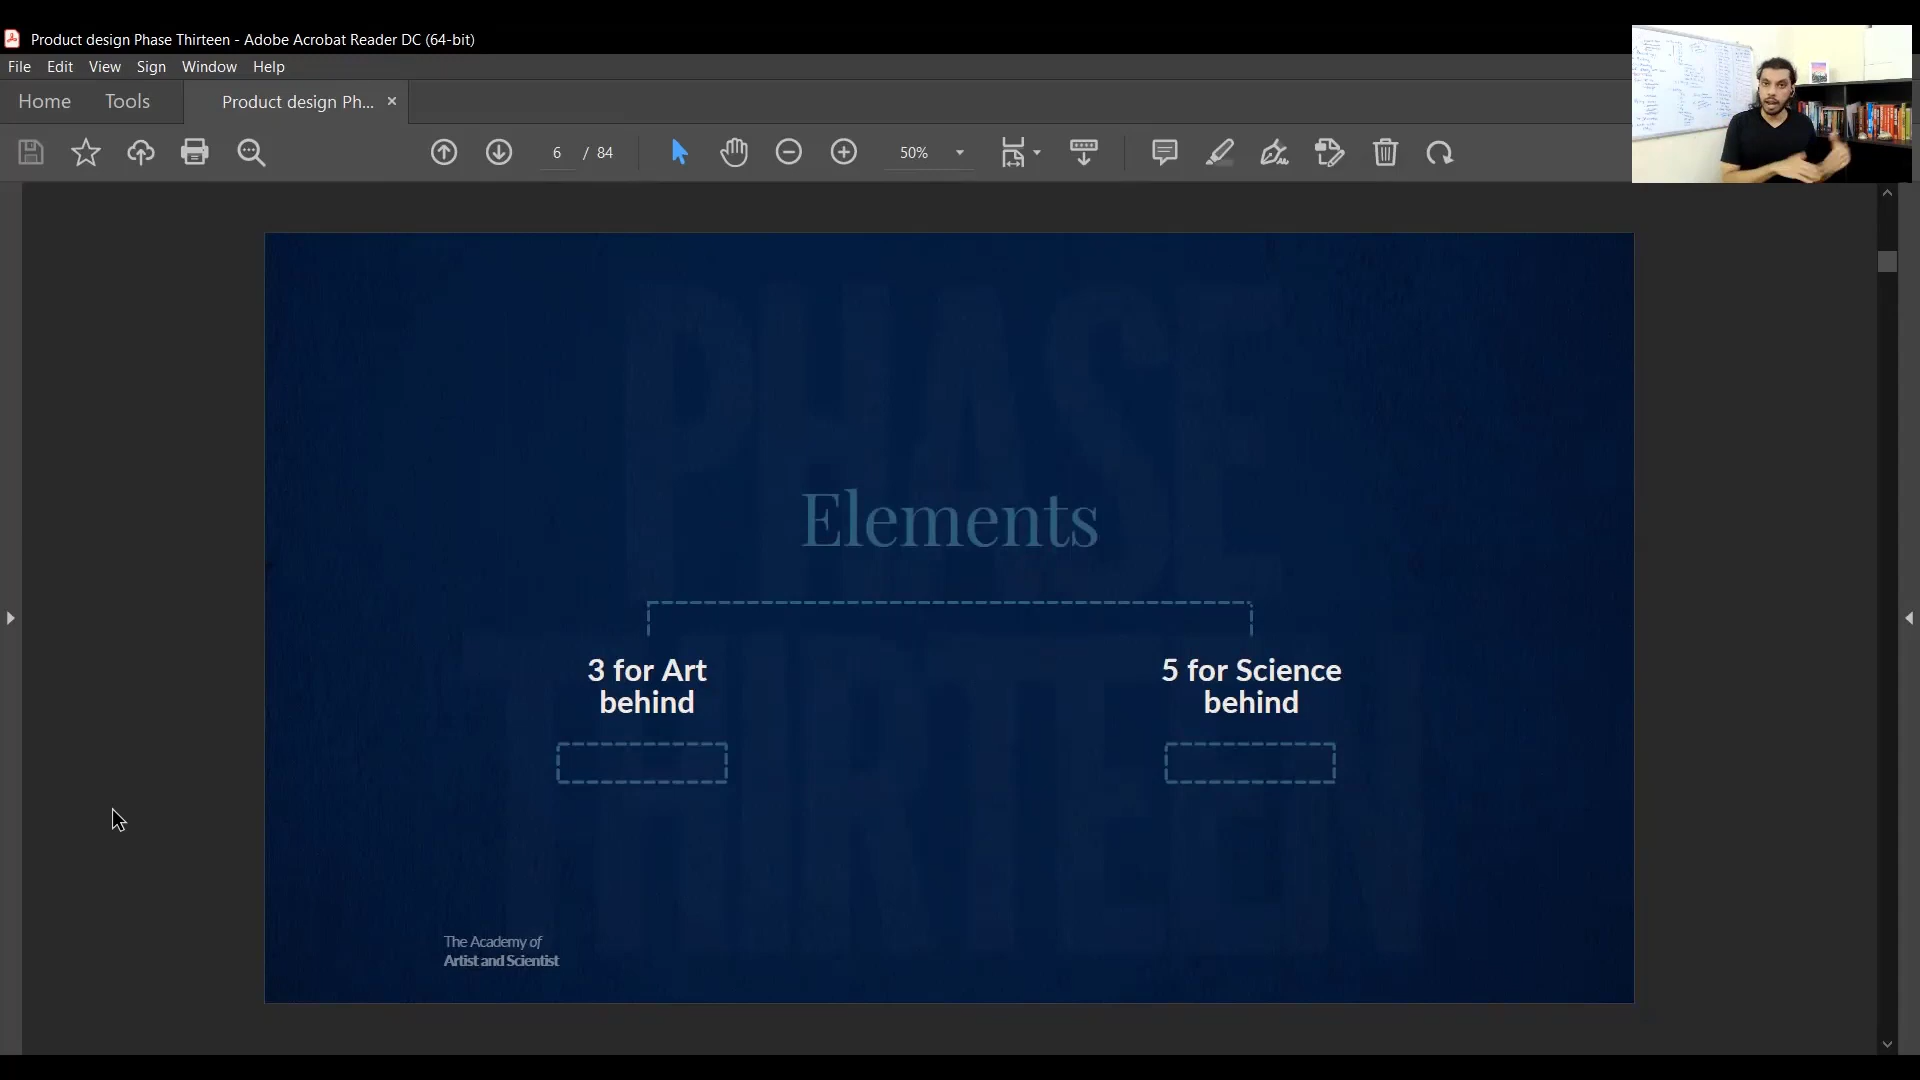 Product design Phase Thirteen - Adobe Acrobat Reader DC (64-bit)
File Edit View Sign Window Help
Home Tools Product design Ph... ×
6 / 84 50%
PHASE
THIRTEEN
Elements
3 for Art
behind
5 for Science
behind
The Academy of
Artist and Scientist